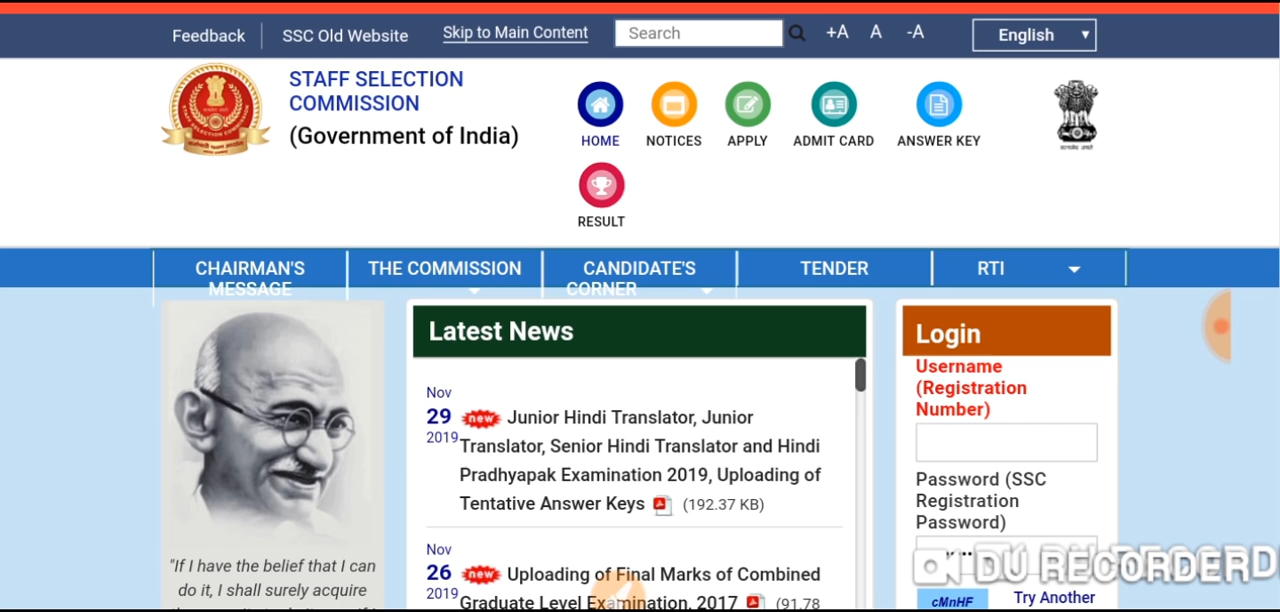 Feedback
SSC Old Website
Skip to Main Content
Search
+A A -A
English
STAFF SELECTION
COMMISSION
(Government of India)
HOME
NOTICES
APPLY
ADMIT CARD
ANSWER KEY
RESULT
CHAIRMAN'S
MESSAGE
THE COMMISSION
CANDIDATE'S
CORNER
TENDER
RTI
"If I have the belief that I can
do it, I shall surely acquire
Latest News
Nov
29
2019
new Junior Hindi Translator, Junior
Translator, Senior Hindi Translator and Hindi
Pradhyapak Examination 2019, Uploading of
Tentative Answer Keys (192.37 KB)
Nov
26
2019
new Uploading of Final Marks of Combined
Graduate Level Examination, 2017 (91.78
Login
Username
(Registration
Number)
Password (SSC
Registration
Password)
DU RECORDER
cMnHF
Try Another